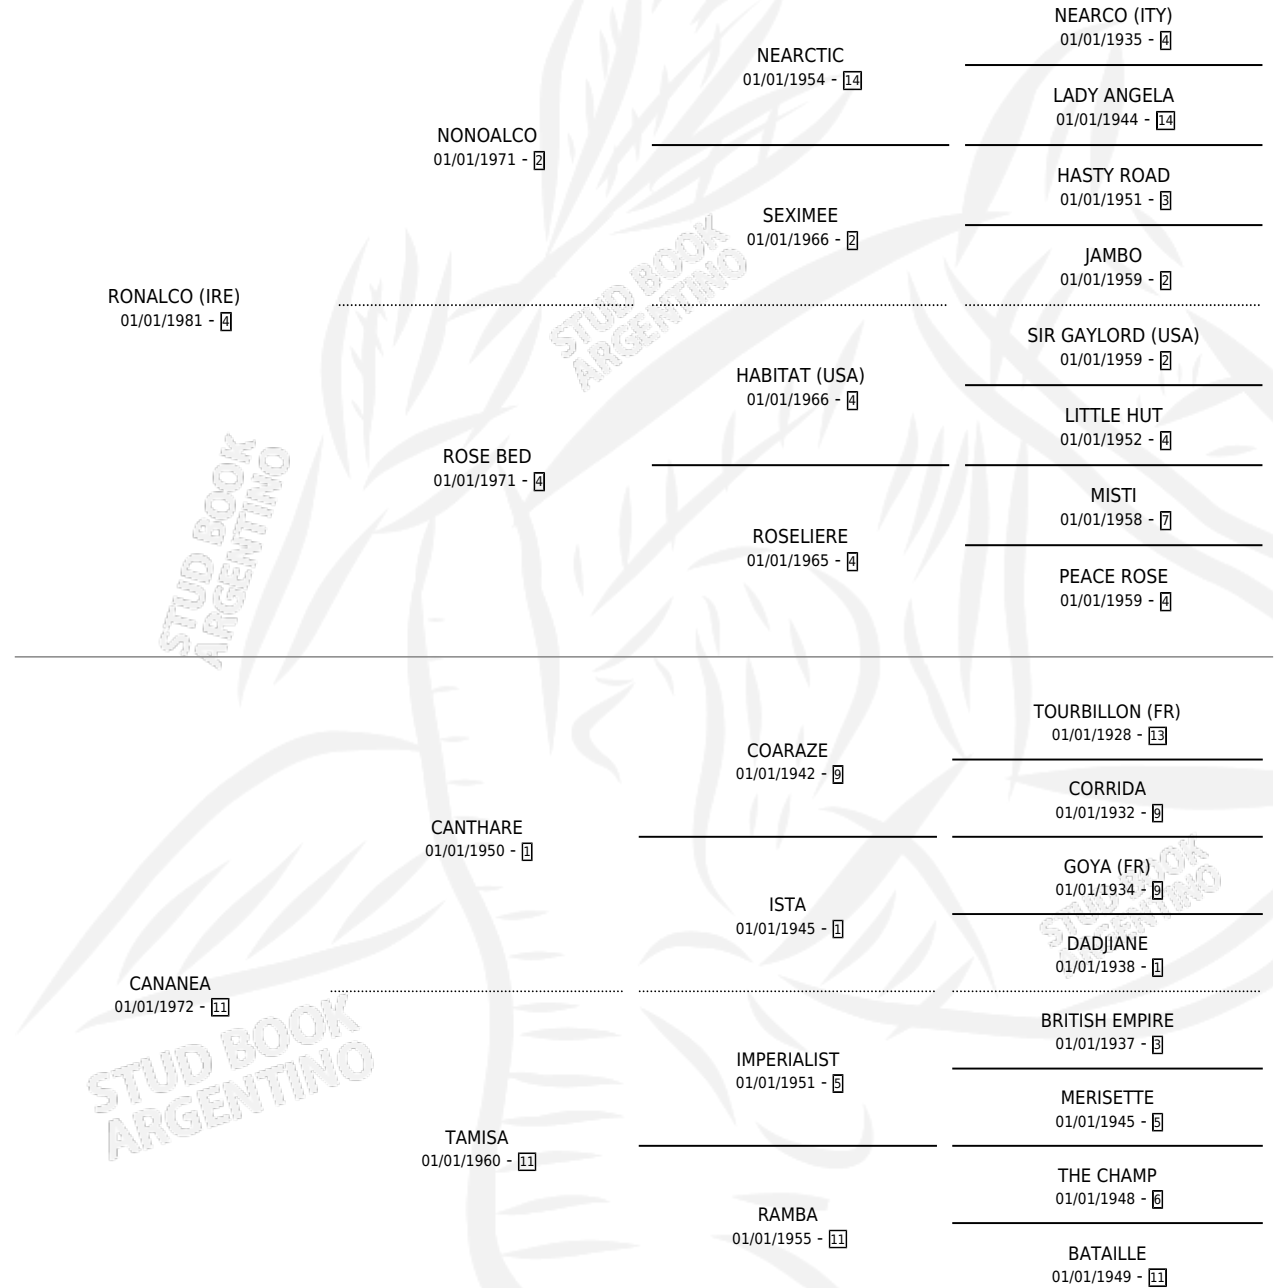 NEARCO (ITY)
01/01/1935 - 4
NEARCTIC
01/01/1954 - 14
LADY ANGELA
01/01/1944 - 14
NONOALCO
01/01/1971 - 2
HASTY ROAD
01/01/1951 - 3
SEXIMEE
01/01/1966 - 2
JAMBO
01/01/1959 - 2
RONALCO (IRE)
01/01/1981 - 4
SIR GAYLORD (USA)
01/01/1959 - 2
HABITAT (USA)
01/01/1966 - 4
LITTLE HUT
01/01/1952 - 4
ROSE BED
01/01/1971 - 4
MISTI
01/01/1958 - 7
ROSELIERE
01/01/1965 - 4
PEACE ROSE
01/01/1959 - 4
TOURBILLON (FR)
01/01/1928 - 13
COARAZE
01/01/1942 - 9
CORRIDA
01/01/1932 - 9
CANTHARE
01/01/1950 - 1
GOYA (FR)
01/01/1934 - 9
ISTA
01/01/1945 - 1
DADJIANE
01/01/1938 - 1
CANANEA
01/01/1972 - 11
BRITISH EMPIRE
01/01/1937 - 3
IMPERIALIST
01/01/1951 - 5
MERISETTE
01/01/1945 - 5
TAMISA
01/01/1960 - 11
THE CHAMP
01/01/1948 - 6
RAMBA
01/01/1955 - 11
BATAILLE
01/01/1949 - 11
STUD BOOK
ARGENTINO
STUD BOOK
ARGENTINO
STUD BOOK
ARGENTINO
STUD BOOK
ARGENTINO